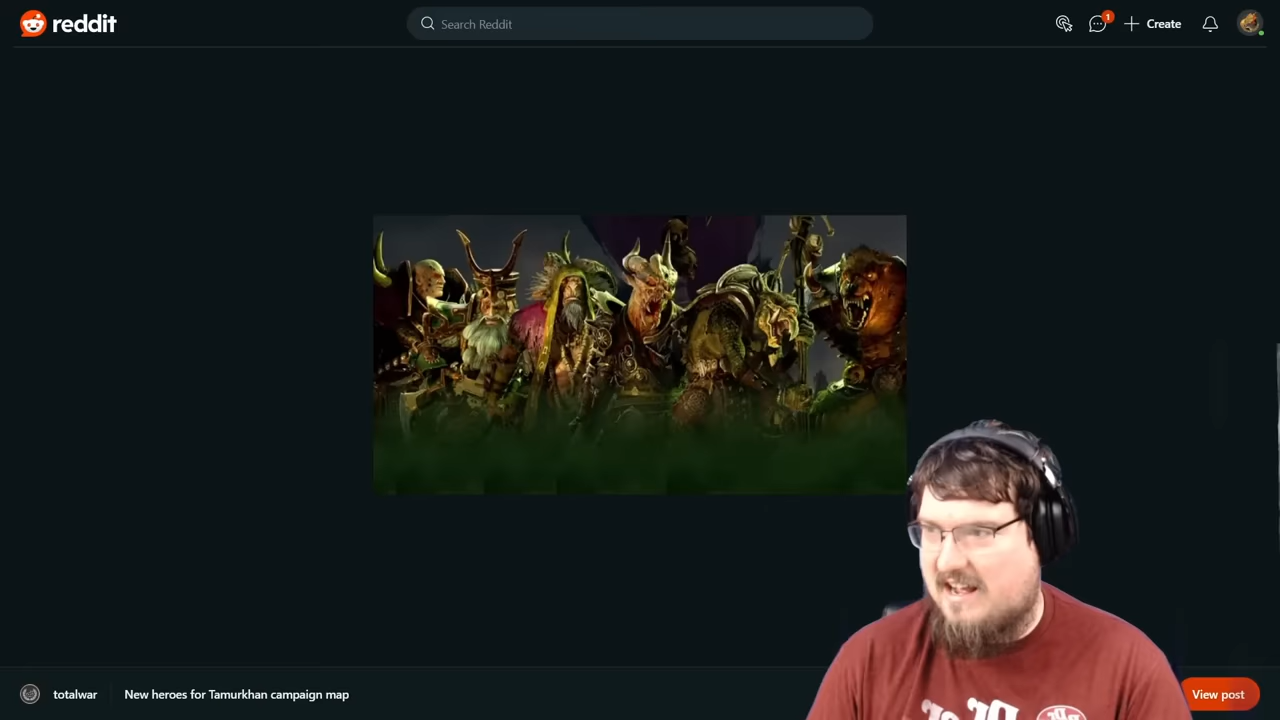 reddit
Search Reddit
1
Create
totalwar
New heroes for Tamurkhan campaign map
View post